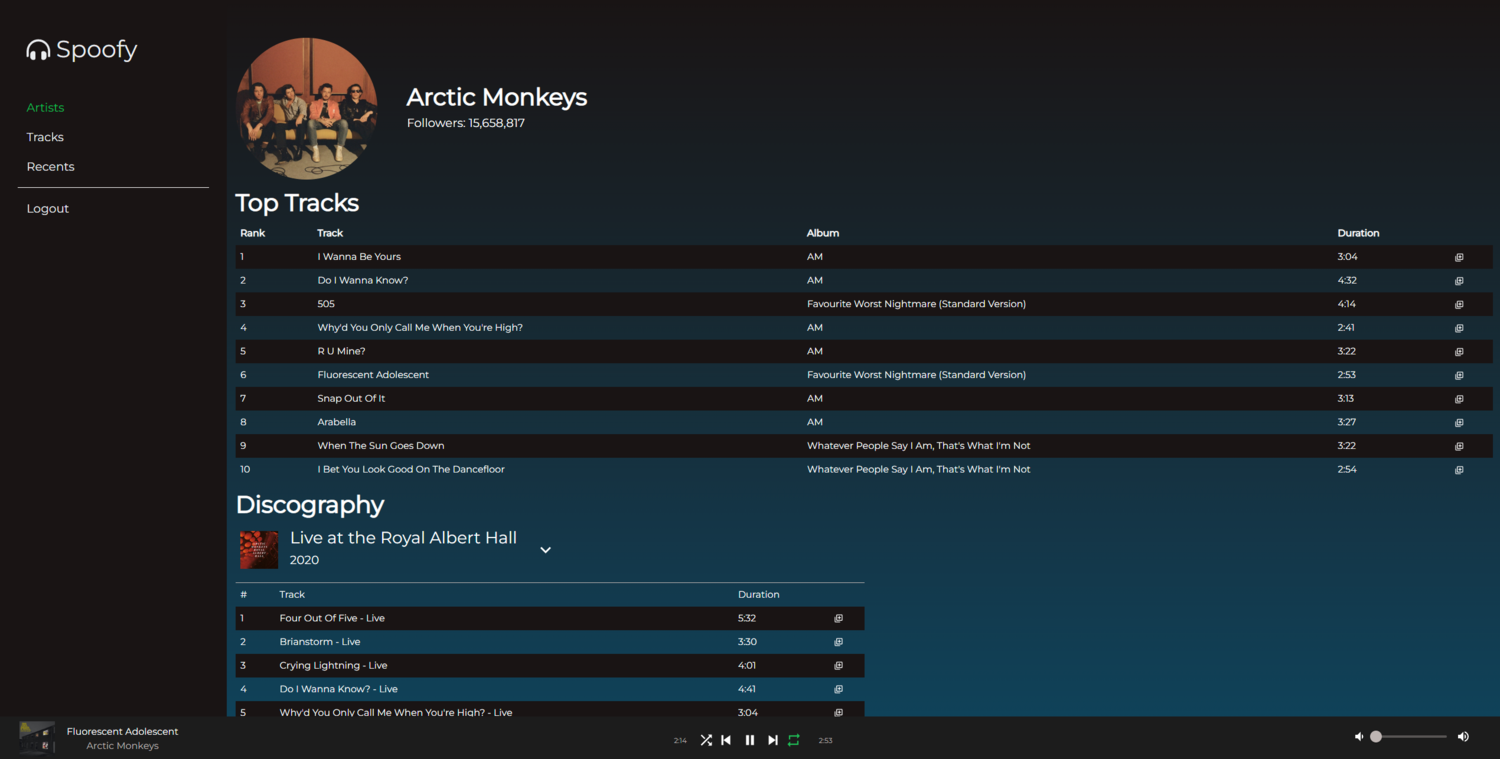 Spoofy
Artists
Tracks
Recents
Logout
Arctic Monkeys
Followers: 15,658,817
Top Tracks
Rank Track Album Duration
1 I Wanna Be Yours AM 3:04
2 Do I Wanna Know? AM 4:32
3 505 Favourite Worst Nightmare (Standard Version) 4:14
4 Why'd You Only Call Me When You're High? AM 2:41
5 R U Mine? AM 3:22
6 Fluorescent Adolescent Favourite Worst Nightmare (Standard Version) 2:53
7 Snap Out Of It AM 3:13
8 Arabella AM 3:27
9 When The Sun Goes Down Whatever People Say I Am, That's What I'm Not 3:22
10 I Bet You Look Good On The Dancefloor Whatever People Say I Am, That's What I'm Not 2:54
Discography
Live at the Royal Albert Hall
2020
# Track Duration
1 Four Out Of Five - Live 5:32
2 Brianstorm - Live 3:30
3 Crying Lightning - Live 4:01
4 Do I Wanna Know? - Live 4:41
5 Why'd You Only Call Me When You're High? - Live 3:04
Fluorescent Adolescent
Arctic Monkeys
2:14 2:53